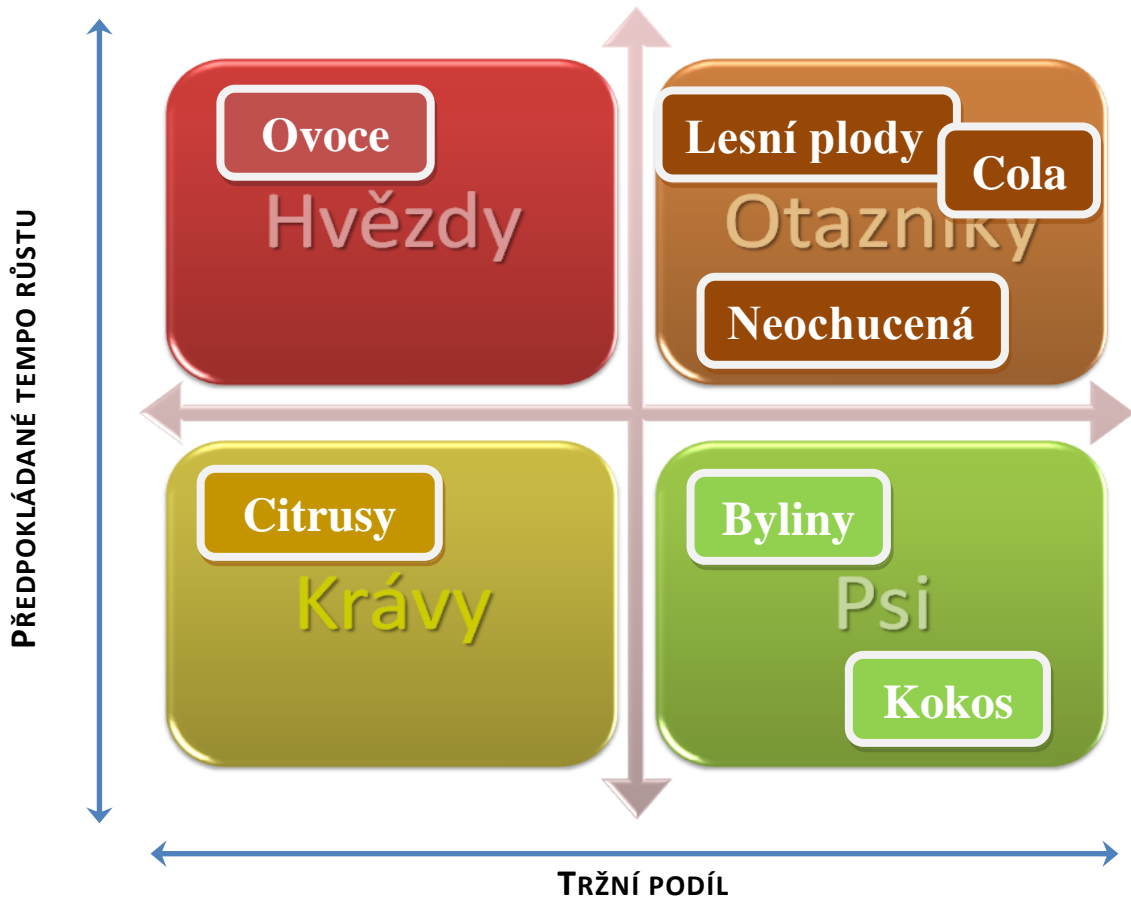 PŘEDPOKLÁDANÉ TEMPO RŮSTU
Ovoce
Hvězdy
Lesní plody
Cola
Otazníky
Neochucená
Citrusy
Krávy
Byliny
Psi
Kokos
TRŽNÍ PODÍL